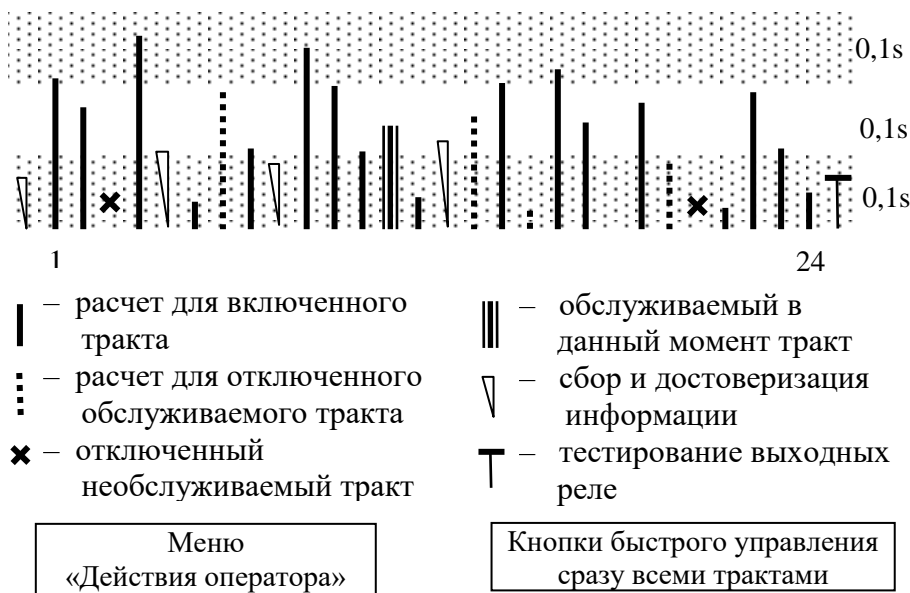 0,1s
0,1s
0,1s
1 24
– расчет для включенного
тракта
– расчет для отключенного
обслуживаемого тракта
– отключенный
необслуживаемый тракт
– обслуживаемый в
данный момент тракт
– сбор и достоверизация
информации
– тестирование выходных
реле
Меню
«Действия оператора»
Кнопки быстрого управления
сразу всеми трактами